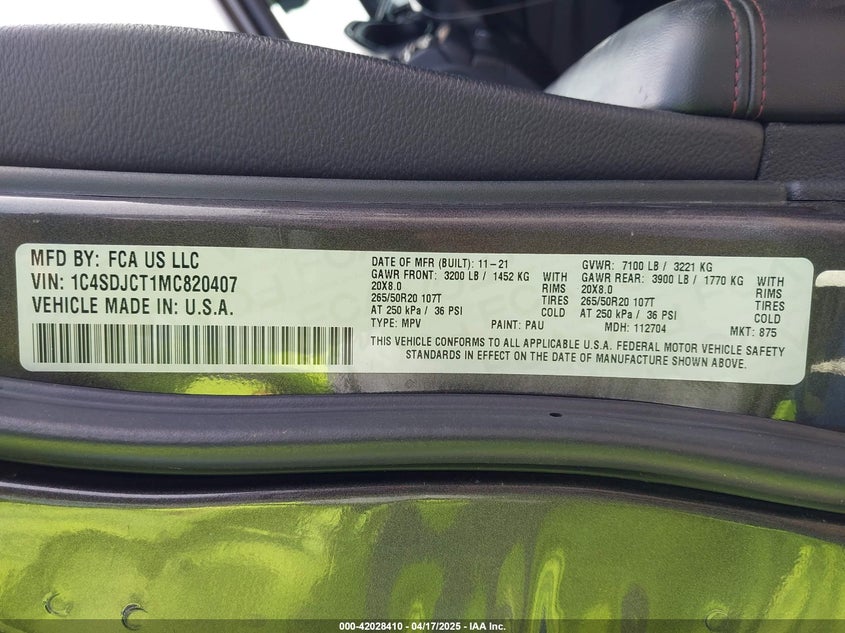 MFD BY: FCA US LLC
VIN: 1C4SDJCT1MC820407
VEHICLE MADE IN: U.S.A.
DATE OF MFR (BUILT): 11-21 GVWR: 7100 LB / 3221 KG
GAWR FRONT: 3200 LB / 1452 KG WITH GAWR REAR: 3900 LB / 1770 KG WITH
20X8.0 RIMS 20X8.0 RIMS
265/50R20 107T TIRES 265/50R20 107T TIRES
AT 250 kPa / 36 PSI COLD AT 250 kPa / 36 PSI COLD
TYPE: MPV PAINT: PAU MDH: 112704 MKT: 875
THIS VEHICLE CONFORMS TO ALL APPLICABLE U.S.A. FEDERAL MOTOR VEHICLE SAFETY
STANDARDS IN EFFECT ON THE DATE OF MANUFACTURE SHOWN ABOVE.
000-42028410 - 04/17/2025 - IAA Inc.